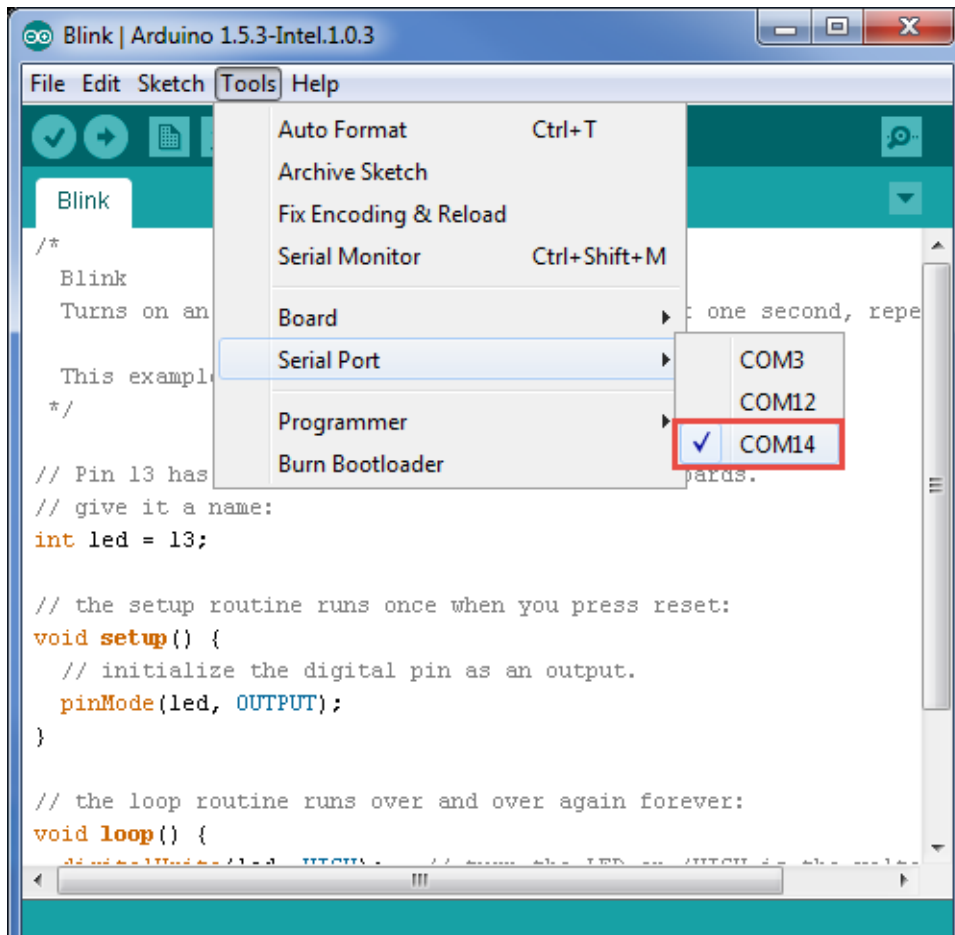 Blink | Arduino 1.5.3-Intel.1.0.3
File Edit Sketch Tools Help
Auto Format Ctrl+T
Archive Sketch
Fix Encoding & Reload
Serial Monitor Ctrl+Shift+M
Board
Serial Port
Programmer
Burn Bootloader
COM3
COM12
COM14
Blink
/*
Blink
Turns on an one second, repe
This exampl
*/
// Pin 13 has
// give it a name:
int led = 13;
// the setup routine runs once when you press reset:
void setup() {
// initialize the digital pin as an output.
pinMode(led, OUTPUT);
}
// the loop routine runs over and over again forever:
void loop() {